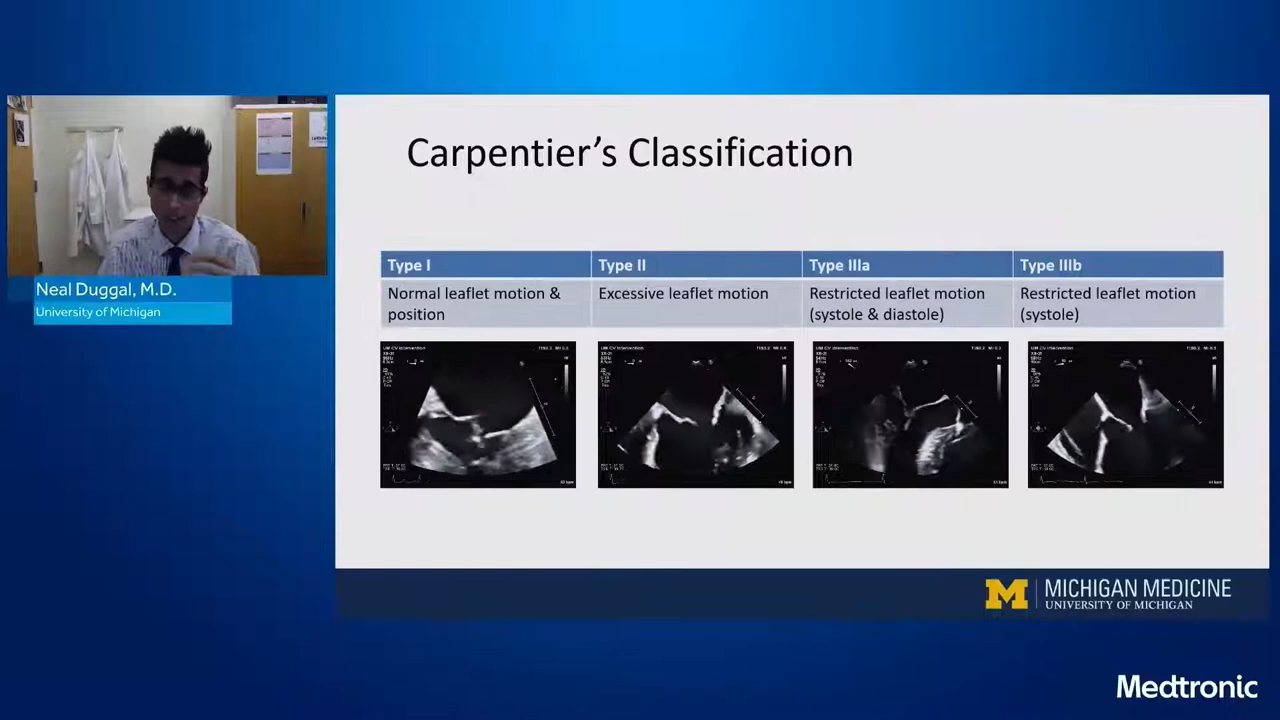 Carpentier's Classification
Neal Duggal, M.D.
University of Michigan
Type I
Type II
Type IIIa
Type IIIb
Normal leaflet motion &
position
Excessive leaflet motion
Restricted leaflet motion
(systole & diastole)
Restricted leaflet motion
(systole)
M
MICHIGAN MEDICINE
UNIVERSITY OF MICHIGAN
Medtronic